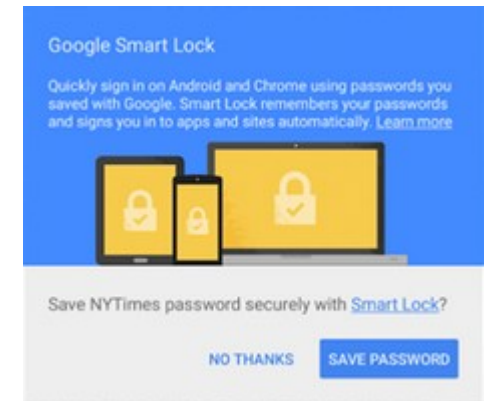 Google Smart Lock
Quickly sign in on Android and Chrome using passwords you
saved with Google. Smart Lock remembers your passwords
and signs you in to apps and sites automatically. Learn more
Save NYTimes password securely with Smart Lock?
NO THANKS SAVE PASSWORD